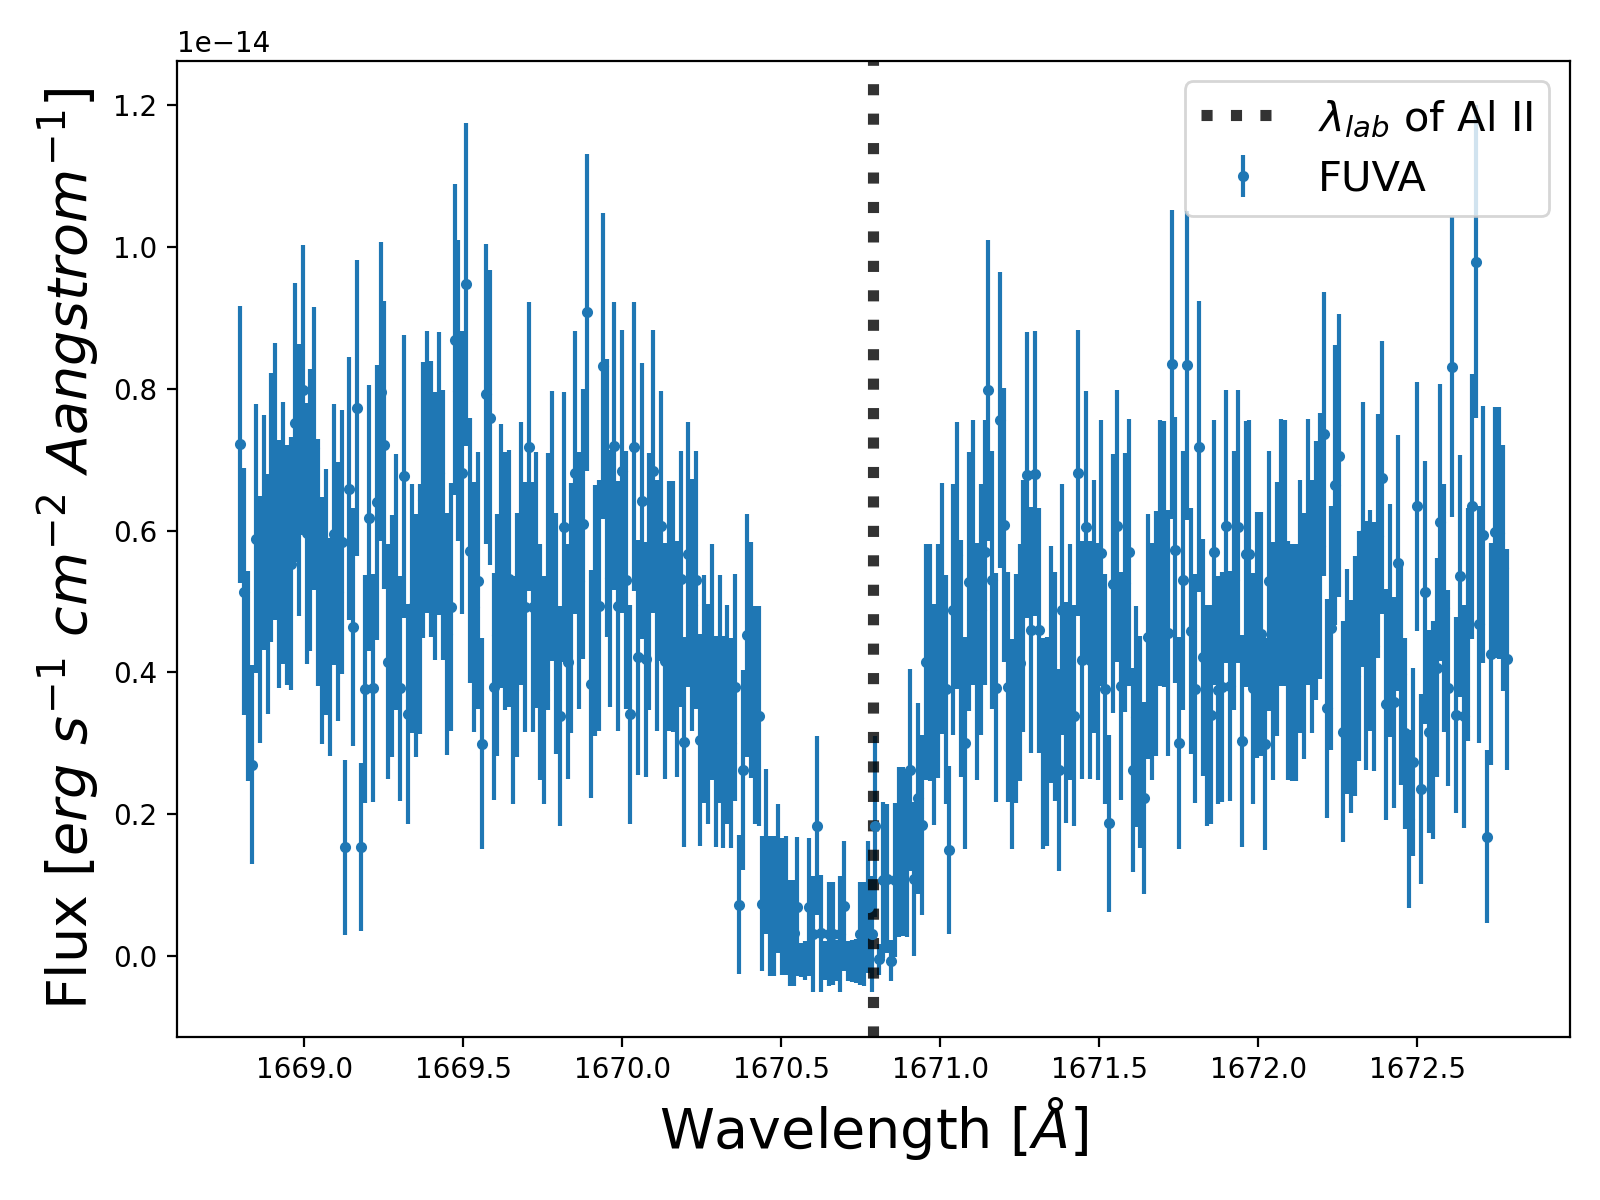 1e−14
1.2
1.0
0.8
0.6
0.4
0.2
0.0
Flux [erg s⁻¹ cm⁻² Aangstrom⁻¹]
λ_lab of Al II
FUVA
1669.0 1669.5 1670.0 1670.5 1671.0 1671.5 1672.0 1672.5
Wavelength [Å]